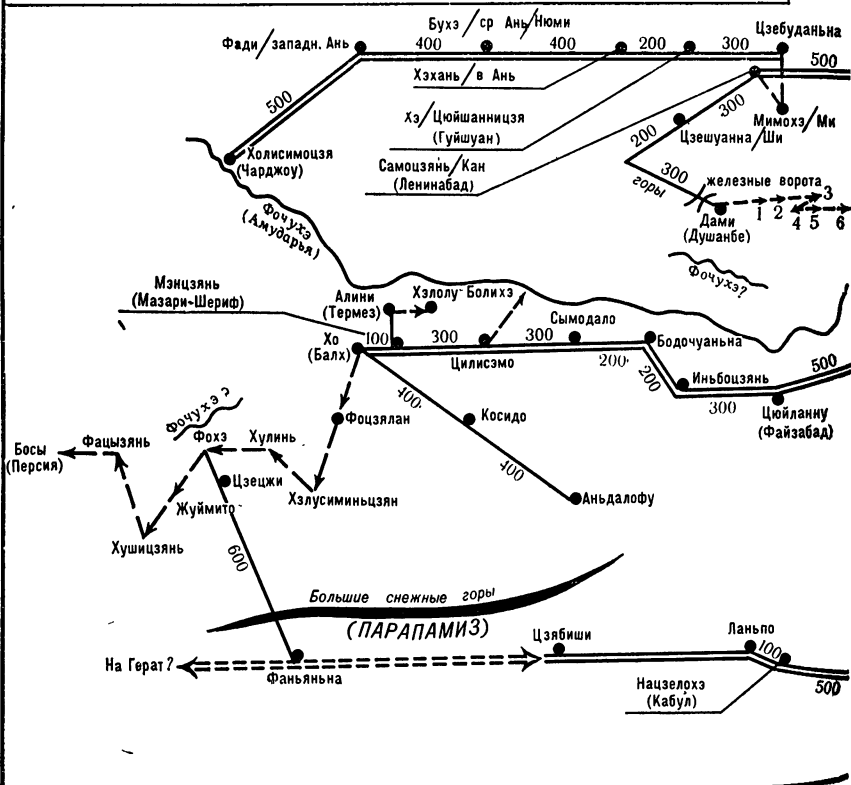 Бухэ/ср Ань/Нюми
Цзебуданьна
Фади/западн. Ань
400
400
200
300
500
Хэхань/в Ань
500
Хэ/Цюйшанницзя
(Гуйшуан)
300
Мимохэ/Ми
200
Цзешуанна/Ши
Холисимоцзя
(Чарджоу)
Самоцзянь/Кан
(Ленинабад)
300
горы
железные ворота
1 2 3
4 5 6
Дами
(Душанбе)
Фочухэ
(Амударья)
Фочухэ?
Мэнцзянь
(Мазари-Шериф)
Алини
(Термез)
Хэлолу-Болихэ
Сымодало
Хо
(Балх)
100
300
300
200
Бодочуаньна
Цилисэмо
200
Иньбоцзянь
500
300
Цюйланну
(Файзабад)
400
Фоцзялан
Косидо
Фочухэ?
Босы
(Персия)
Фацызянь
Фохэ
Хулинь
Цзецжи
400
Хэлусиминьцзян
Аньдалофу
Жуймито
Хушицзянь
600
Большие снежные горы
(ПАРАПАМИЗ)
Цзябиши
Ланьпо
100
На Герат?
Фаньяньна
Нацзелохэ
(Кабул)
500